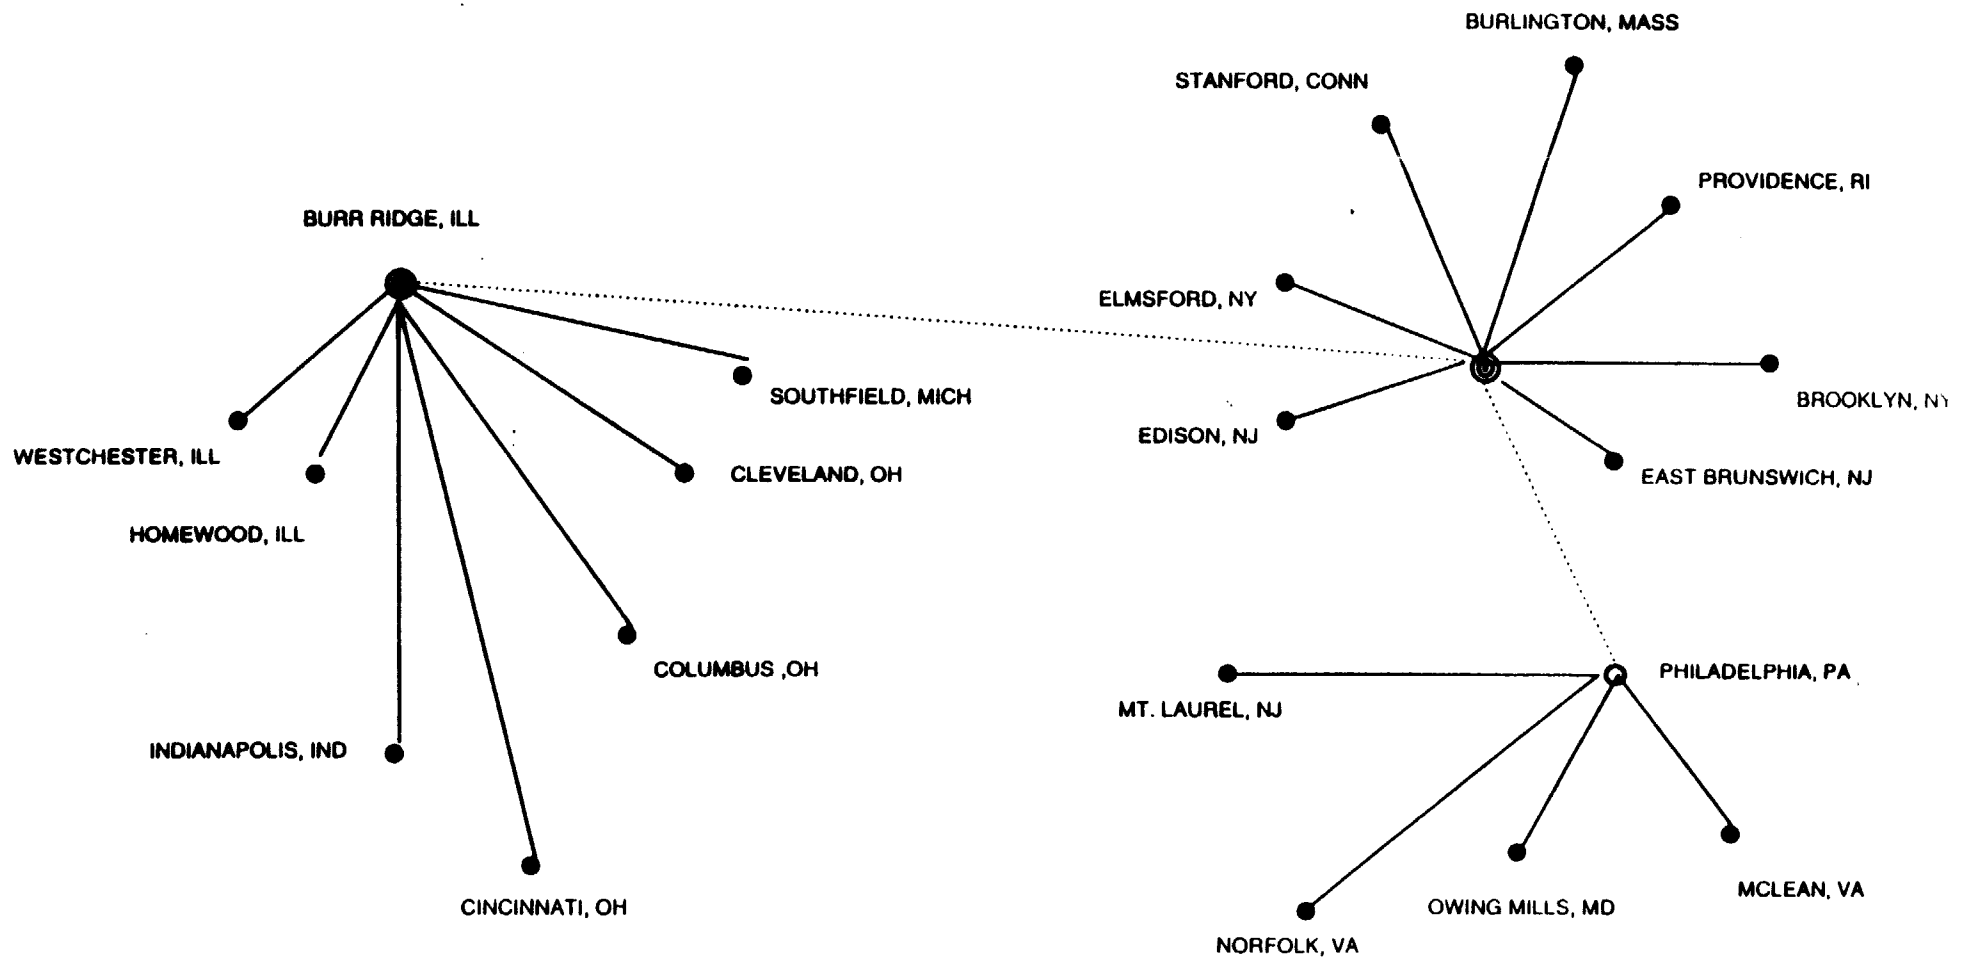 BURLINGTON, MASS
STANFORD, CONN
PROVIDENCE, RI
BURR RIDGE, ILL
ELMSFORD, NY
SOUTHFIELD, MICH
BROOKLYN, NY
EDISON, NJ
WESTCHESTER, ILL
CLEVELAND, OH
EAST BRUNSWICH, NJ
HOMEWOOD, ILL
COLUMBUS ,OH
PHILADELPHIA, PA
MT. LAUREL, NJ
INDIANAPOLIS, IND
MCLEAN, VA
CINCINNATI, OH
OWING MILLS, MD
NORFOLK, VA